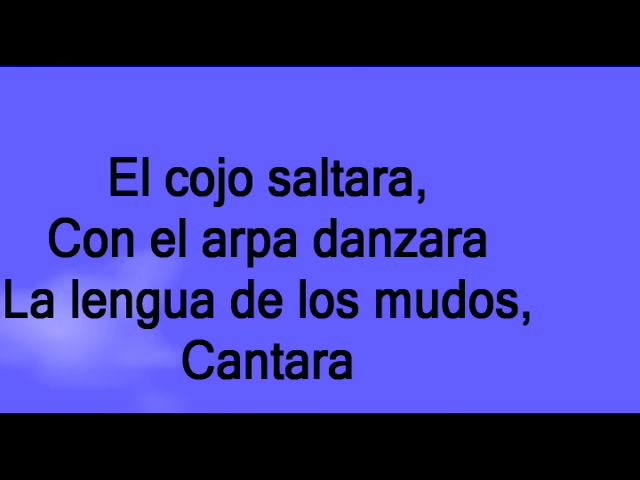 El cojo saltara,
Con el arpa danzara
La lengua de los mudos,
Cantara